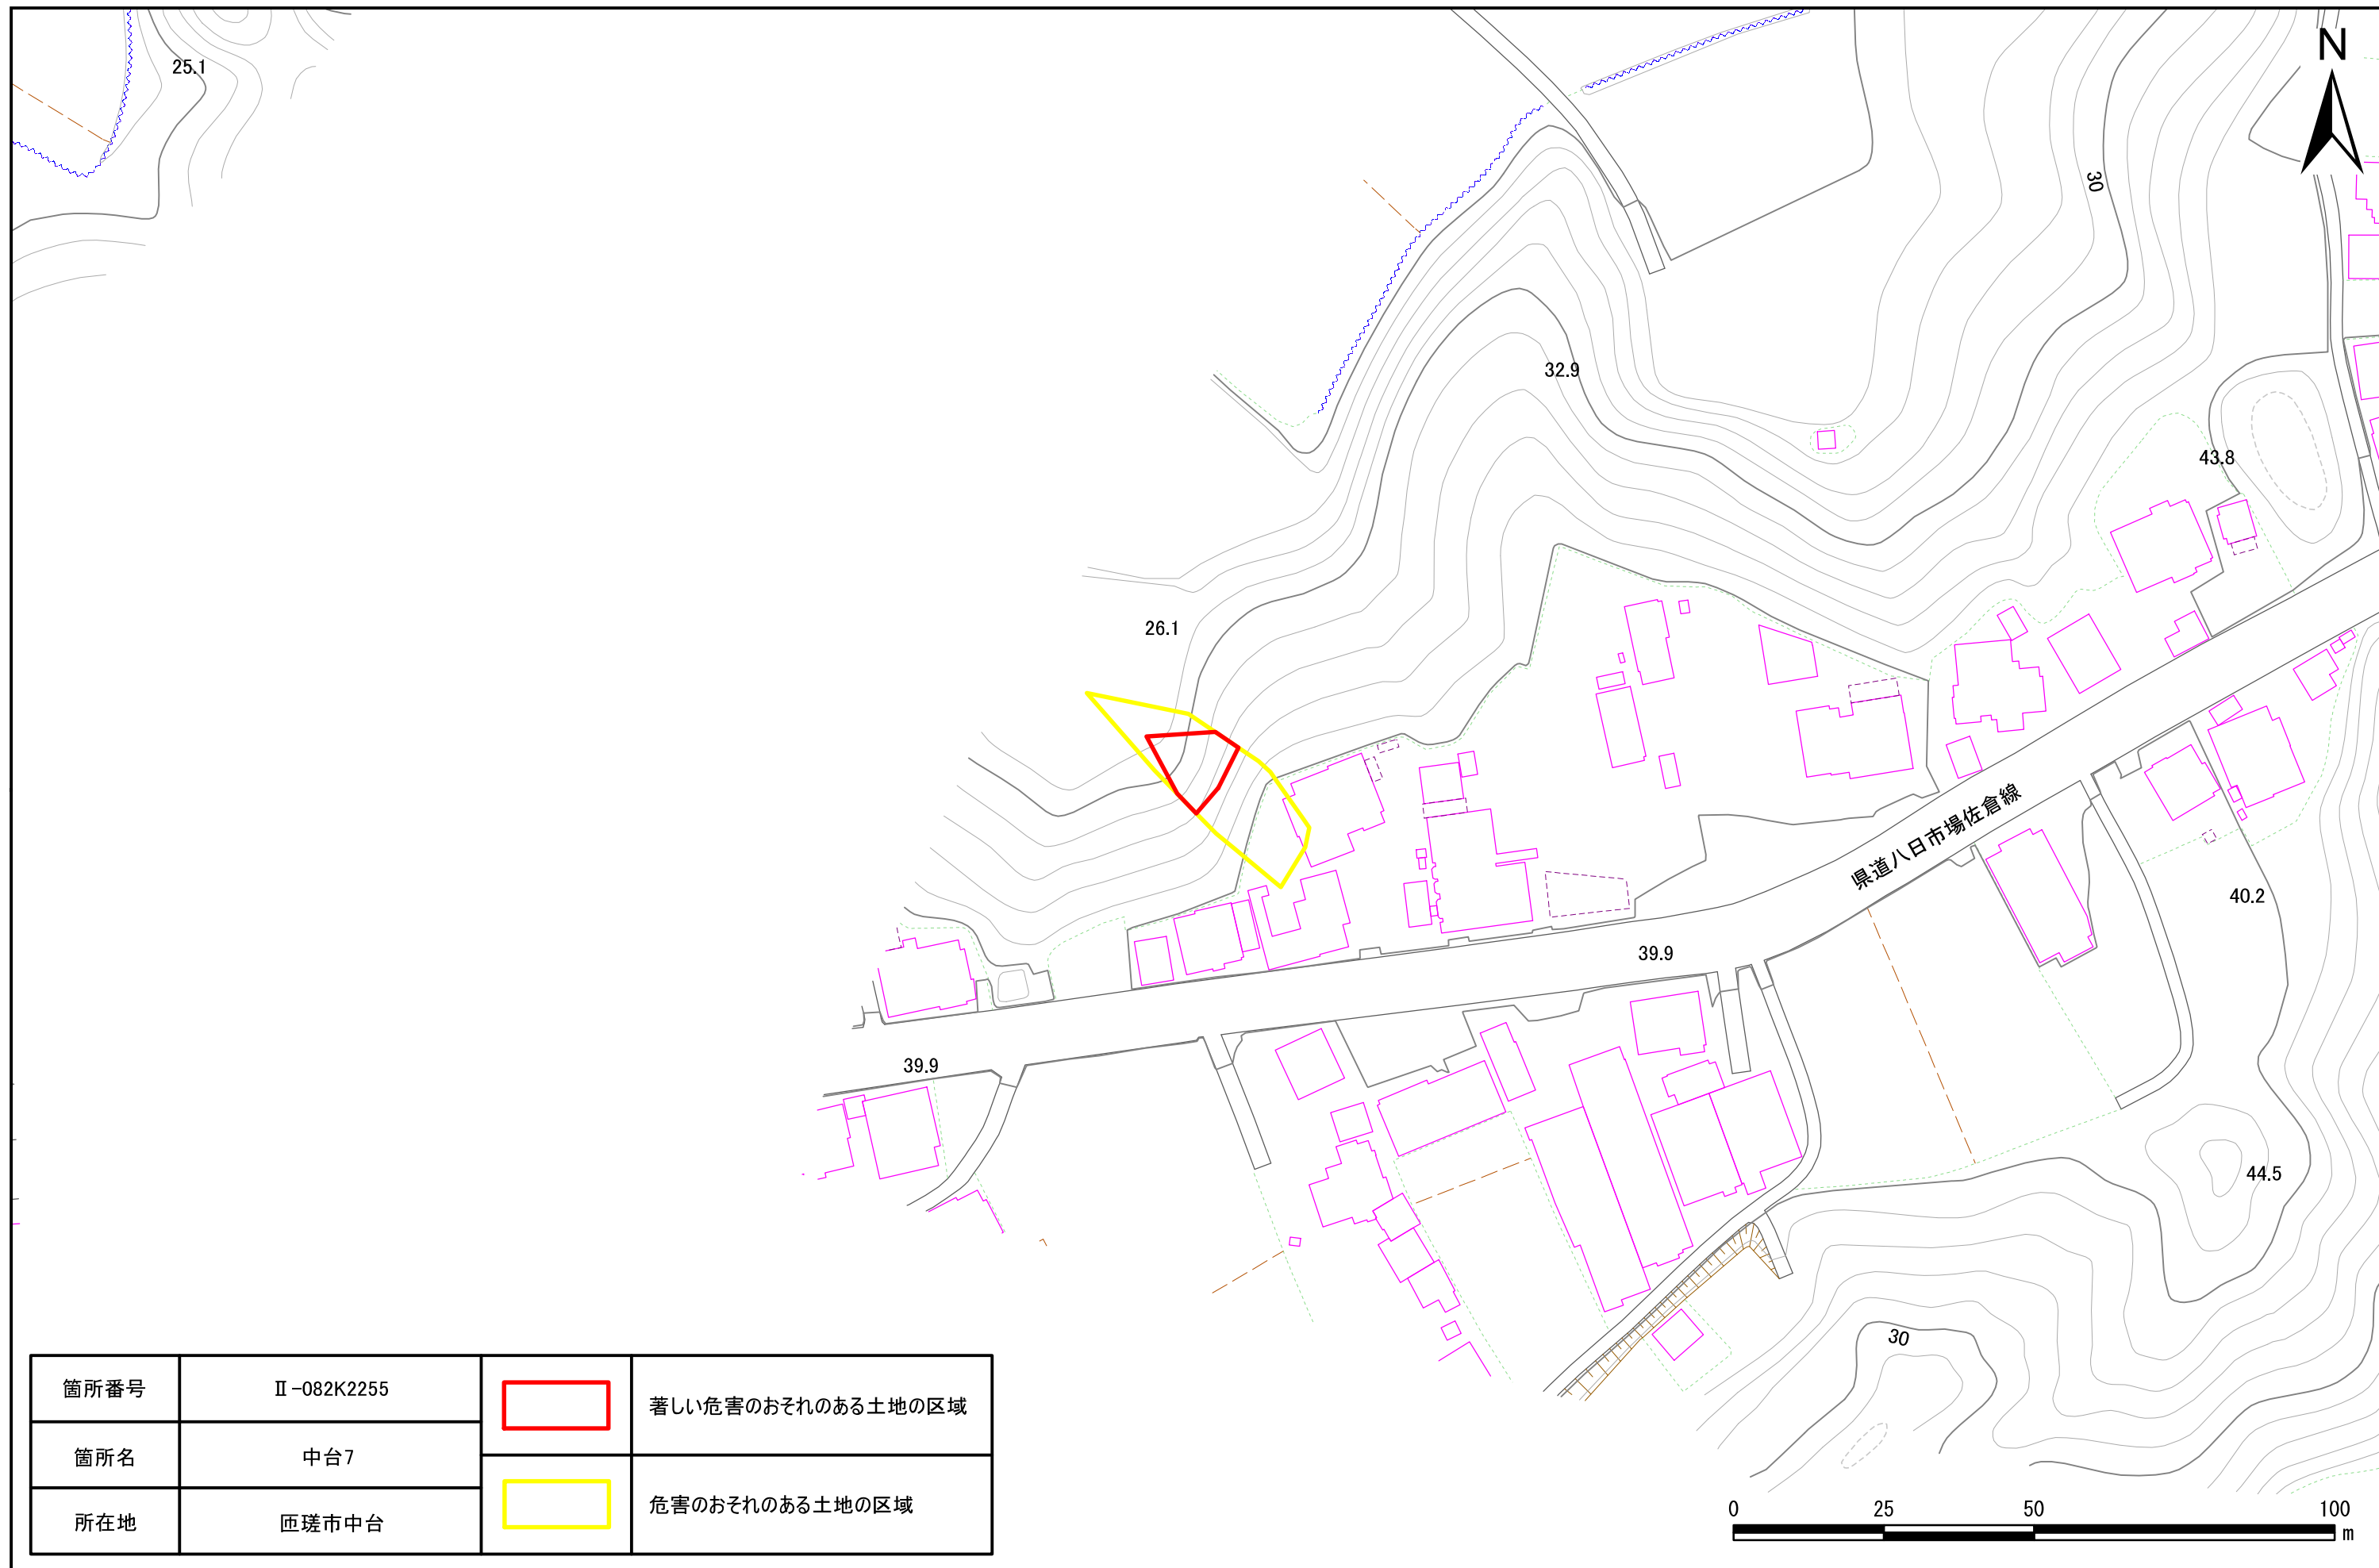 25.1
N
30
32.9
43.8
26.1
県道八日市場佐倉線
40.2
39.9
39.9
44.5
30
箇所番号 Ⅱ-082K2255
箇所名 中台7
所在地 匝瑳市中台
著しい危害のおそれのある土地の区域
危害のおそれのある土地の区域
0 25 50 100
m